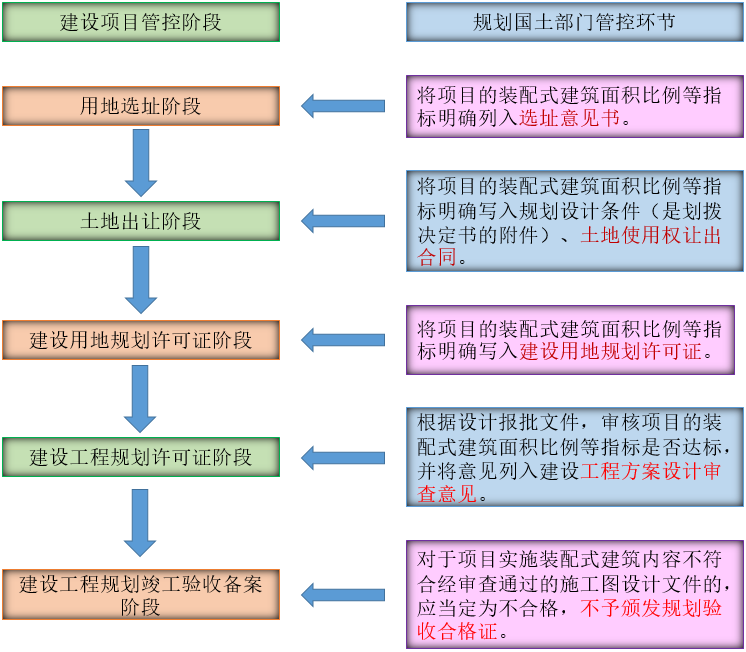 建设项目管控阶段
规划国土部门管控环节
用地选址阶段
将项目的装配式建筑面积比例等指
标明确列入选址意见书。
土地出让阶段
将项目的装配式建筑面积比例等指
标明确写入规划设计条件（是划拨
决定书的附件）、土地使用权让出
合同。
建设用地规划许可证阶段
将项目的装配式建筑面积比例等指
标明确写入建设用地规划许可证。
建设工程规划许可证阶段
根据设计报批文件，审核项目的装
配式建筑面积比例等指标是否达标，
并将意见列入建设工程方案设计审
查意见。
建设工程规划竣工验收备案
阶段
对于项目实施装配式建筑内容不符
合经审查通过的施工图设计文件的，
应当定为不合格，不予颁发规划验
收合格证。